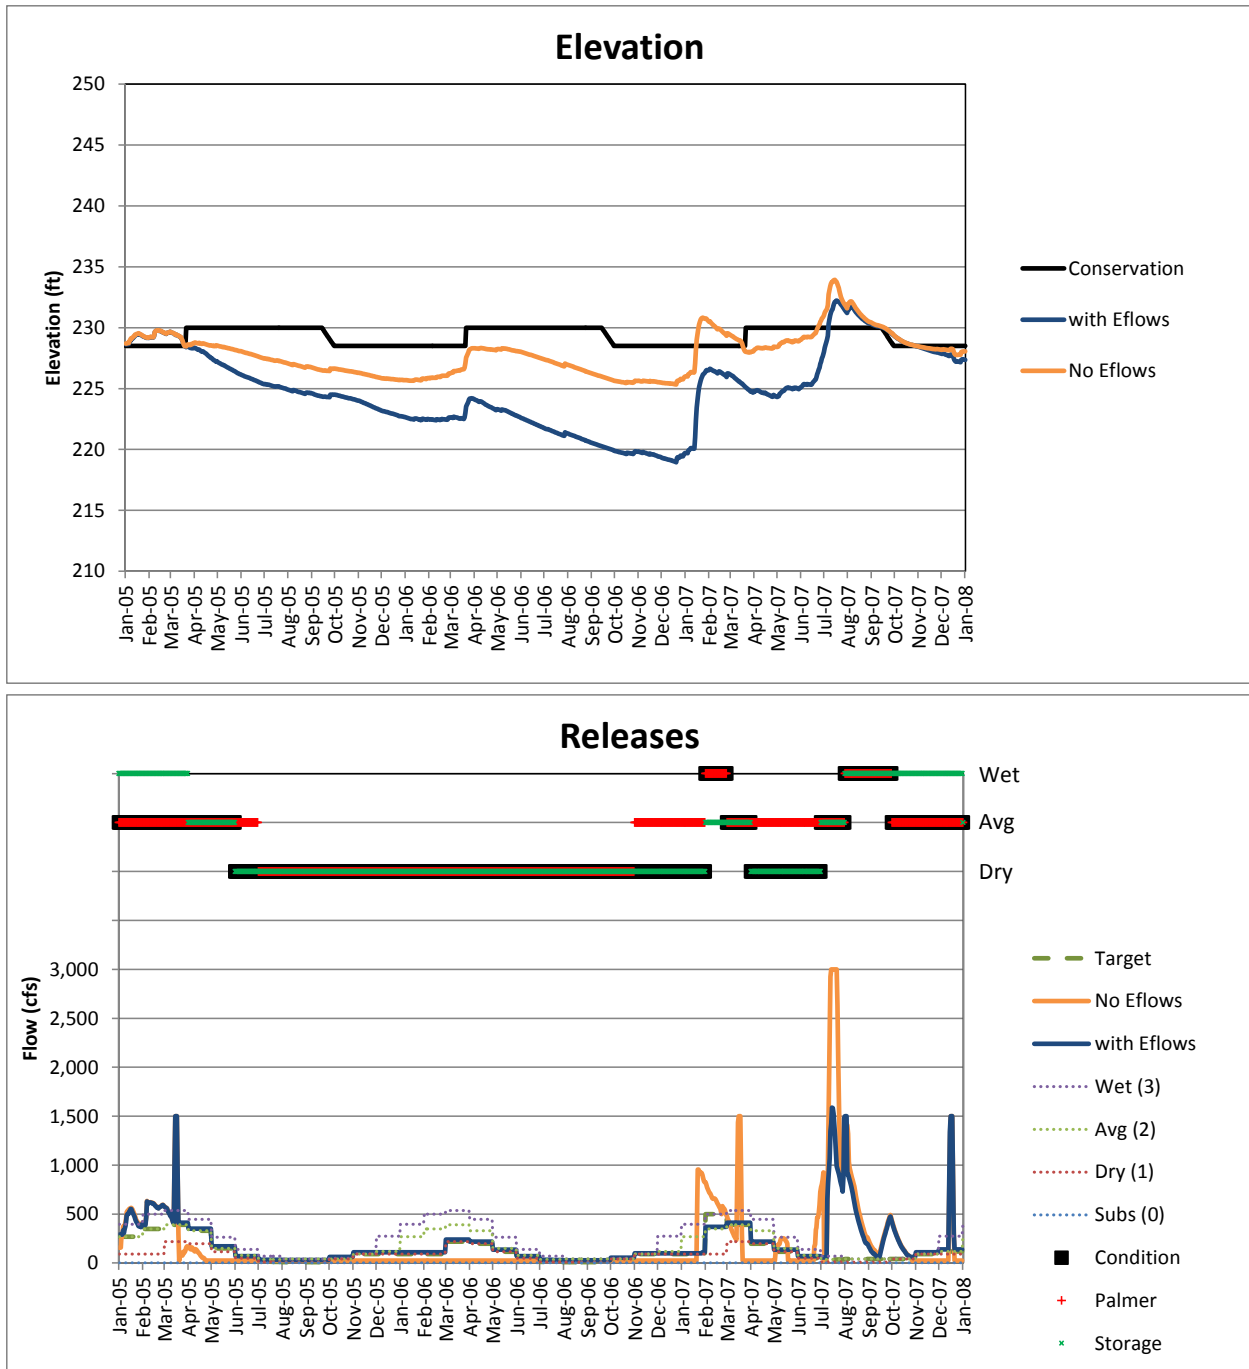 Elevation
250
245
240
235
230
225
220
215
210
Elevation (ft)
Jan-05
Feb-05
Mar-05
Apr-05
May-05
Jun-05
Jul-05
Aug-05
Sep-05
Oct-05
Nov-05
Dec-05
Jan-06
Feb-06
Mar-06
Apr-06
May-06
Jun-06
Jul-06
Aug-06
Sep-06
Oct-06
Nov-06
Dec-06
Jan-07
Feb-07
Mar-07
Apr-07
May-07
Jun-07
Jul-07
Aug-07
Sep-07
Oct-07
Nov-07
Dec-07
Jan-08
Conservation
with Eflows
No Eflows
Releases
Wet
Avg
Dry
3,000
2,500
2,000
1,500
1,000
500
0
Flow (cfs)
Jan-05
Feb-05
Mar-05
Apr-05
May-05
Jun-05
Jul-05
Aug-05
Sep-05
Oct-05
Nov-05
Dec-05
Jan-06
Feb-06
Mar-06
Apr-06
May-06
Jun-06
Jul-06
Aug-06
Sep-06
Oct-06
Nov-06
Dec-06
Jan-07
Feb-07
Mar-07
Apr-07
May-07
Jun-07
Jul-07
Aug-07
Sep-07
Oct-07
Nov-07
Dec-07
Jan-08
Target
No Eflows
with Eflows
Wet (3)
Avg (2)
Dry (1)
Subs (0)
Condition
Palmer
Storage